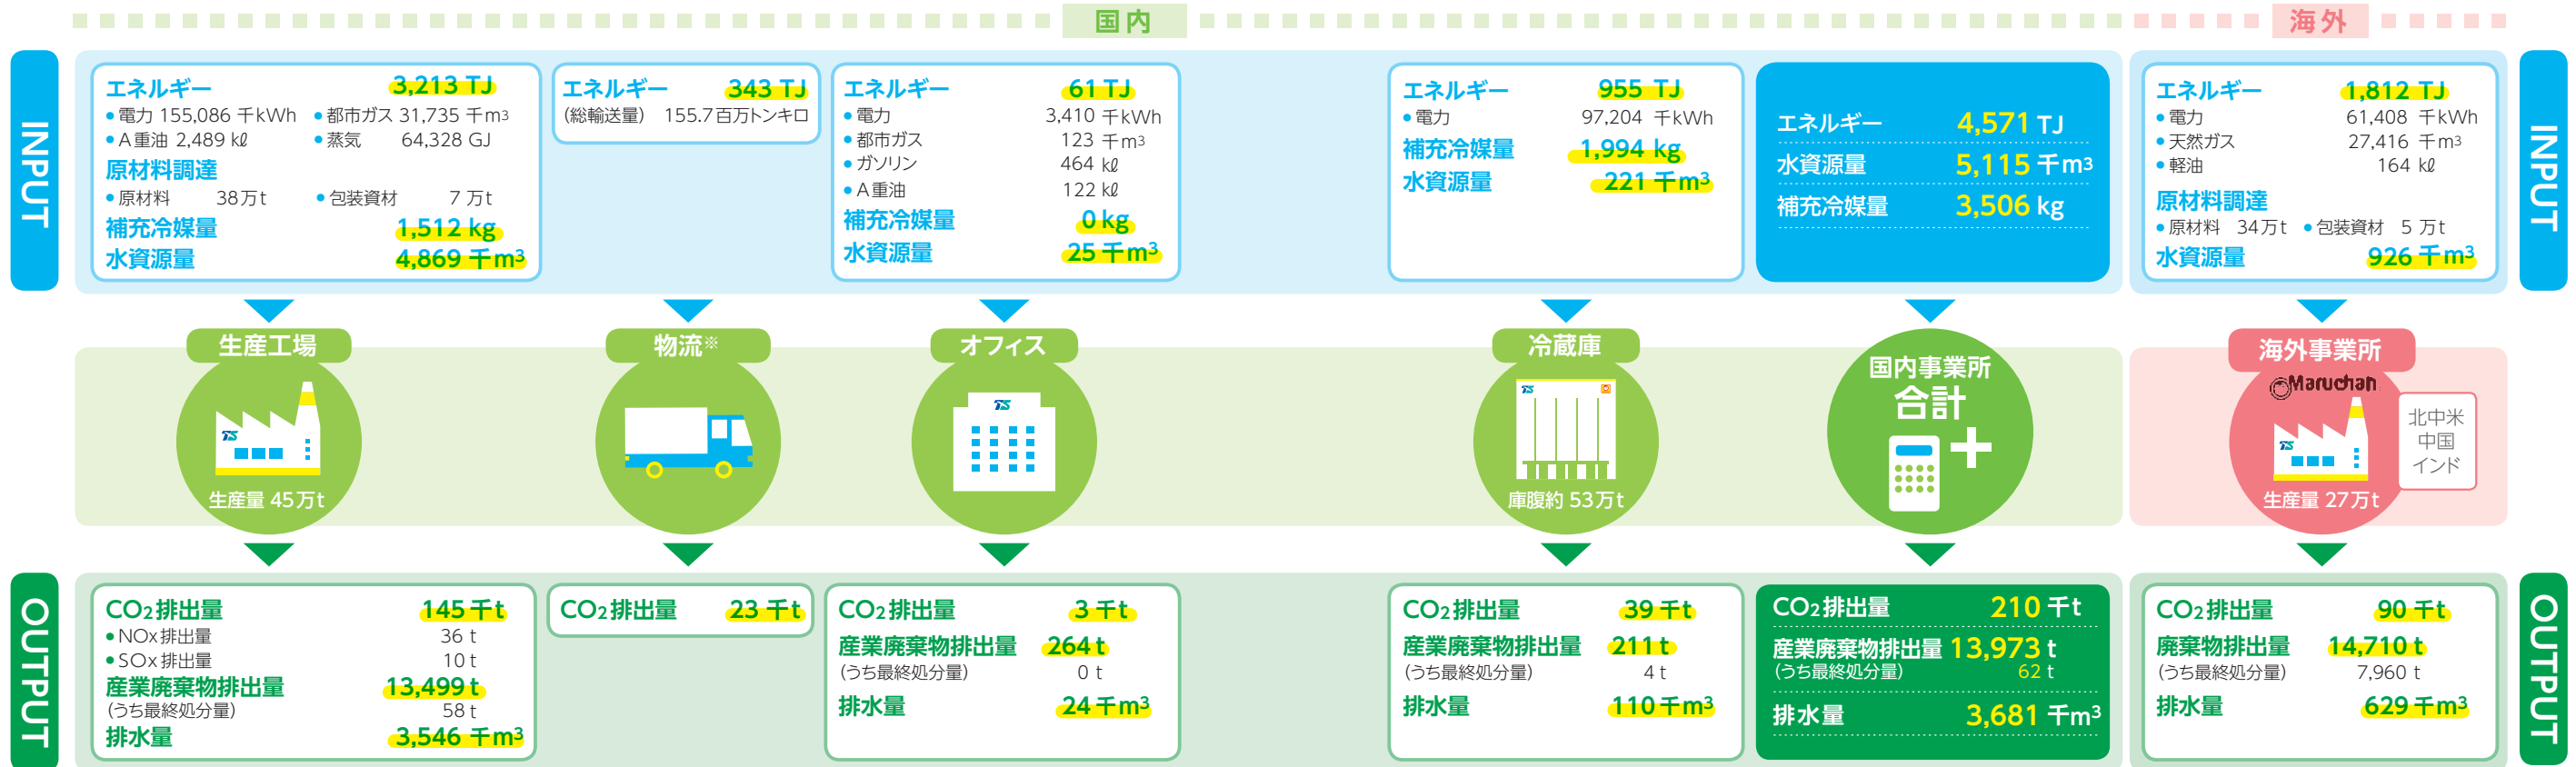 国内
海外
INPUT
エネルギー 3,213 TJ
• 電力 155,086 千kWh • 都市ガス 31,735 千m³
• A重油 2,489 kℓ • 蒸気 64,328 GJ
原材料調達
• 原材料 38万t • 包装資材 7 万t
補充冷媒量 1,512 kg
水資源量 4,869 千m³
エネルギー 343 TJ
(総輸送量) 155.7百万トンキロ
エネルギー 61 TJ
• 電力 3,410 千kWh
• 都市ガス 123 千m³
• ガソリン 464 kℓ
• A重油 122 kℓ
補充冷媒量 0 kg
水資源量 25 千m³
エネルギー 955 TJ
• 電力 97,204 千kWh
補充冷媒量 1,994 kg
水資源量 221 千m³
エネルギー 4,571 TJ
水資源量 5,115 千m³
補充冷媒量 3,506 kg
エネルギー 1,812 TJ
• 電力 61,408 千kWh
• 天然ガス 27,416 千m³
• 軽油 164 kℓ
原材料調達
• 原材料 34万t • 包装資材 5 万t
水資源量 926 千m³
INPUT
生産工場
TS
生産量 45万t
物流※
オフィス
TS
冷蔵庫
TS
庫腹約 53万t
国内事業所
合計
海外事業所
Maruchan
TS
生産量 27万t
北中米
中国
インド
OUTPUT
CO₂排出量 145 千t
• NOx排出量 36 t
• SOx排出量 10 t
産業廃棄物排出量 13,499 t
(うち最終処分量) 58 t
排水量 3,546 千m³
CO₂排出量 23 千t
CO₂排出量 3 千t
産業廃棄物排出量 264 t
(うち最終処分量) 0 t
排水量 24 千m³
CO₂排出量 39 千t
産業廃棄物排出量 211 t
(うち最終処分量) 4 t
排水量 110 千m³
CO₂排出量 210 千t
産業廃棄物排出量 13,973 t
(うち最終処分量) 62 t
排水量 3,681 千m³
CO₂排出量 90 千t
廃棄物排出量 14,710 t
(うち最終処分量) 7,960 t
排水量 629 千m³
OUTPUT